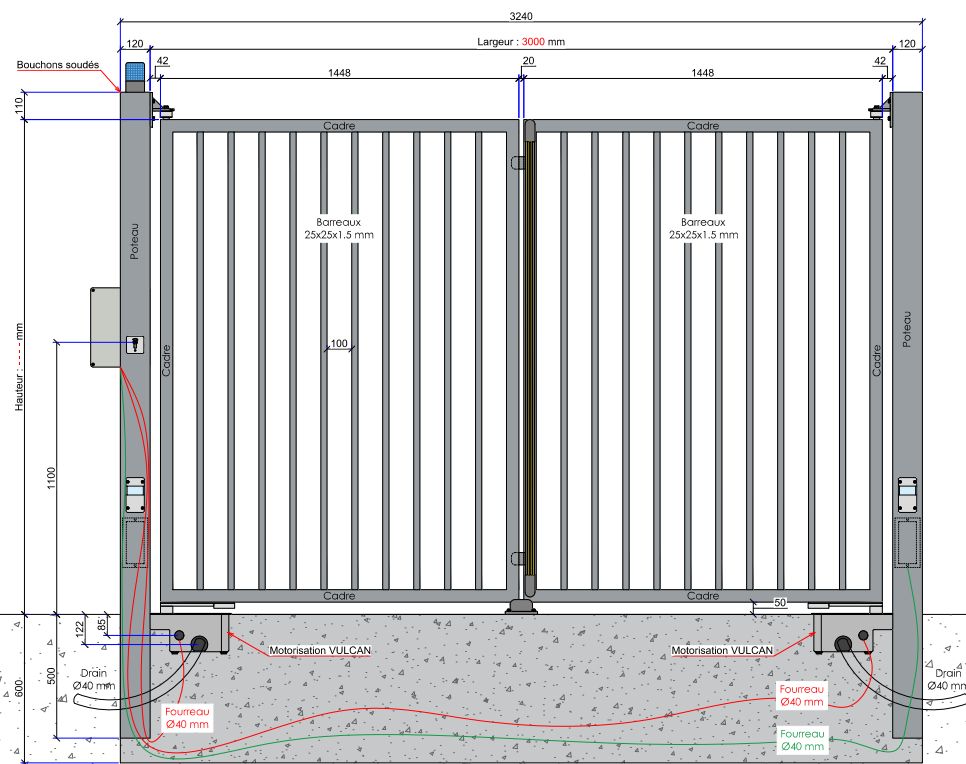 3240
120
Largeur : 3000 mm
120
42
20
42
Bouchons soudés
1448
1448
110
Cadre
Cadre
Barreaux
25x25x1.5 mm
Barreaux
25x25x1.5 mm
Poteau
Poteau
Hauteur : - - - - mm
100
Cadre
Cadre
1100
Cadre
Cadre
50
122
85
Motorisation VULCAN
Motorisation VULCAN
600
500
Drain
Ø40 mm
Drain
Ø40 mm
Fourreau
Ø40 mm
Fourreau
Ø40 mm
Fourreau
Ø40 mm